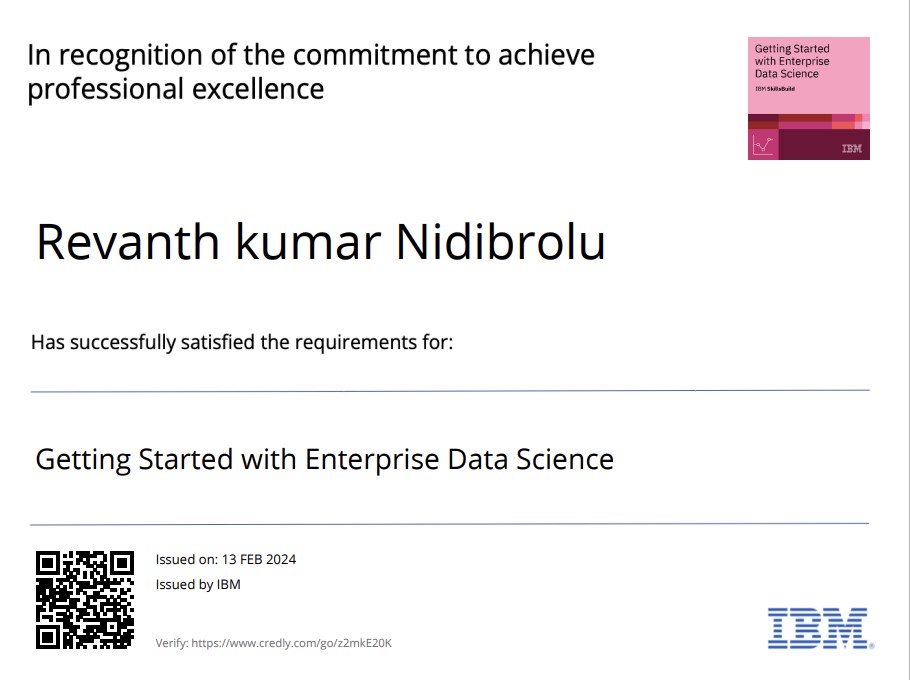 In recognition of the commitment to achieve
professional excellence
Getting Started
with Enterprise
Data Science
IBM SkillsBuild
IBM
Revanth kumar Nidibrolu
Has successfully satisfied the requirements for:
Getting Started with Enterprise Data Science
Issued on: 13 FEB 2024
Issued by IBM
Verify: https://www.credly.com/go/z2mkE20K
IBM®